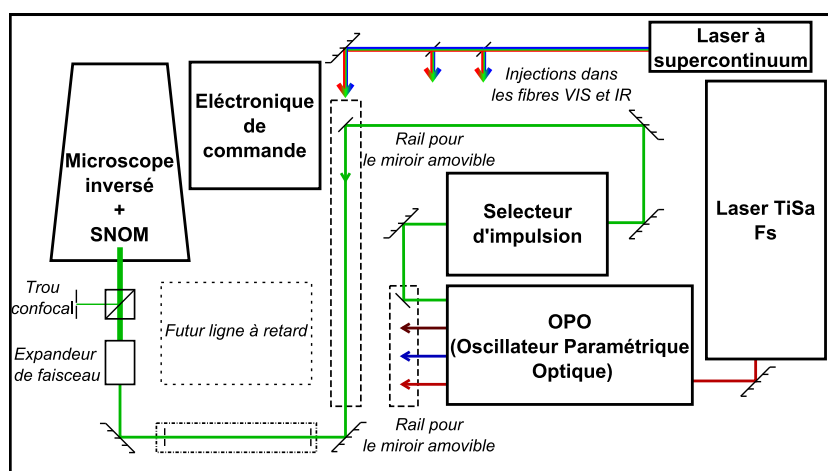 Laser à
supercontinuum
Injections dans
les fibres VIS et IR
Eléctronique
de
commande
Microscope
inversé
+
SNOM
Rail pour
le miroir amovible
Selecteur
d'impulsion
Laser TiSa
Fs
Trou
confocal
Futur ligne à retard
OPO
(Oscillateur Paramétrique
Optique)
Expandeur
de faisceau
Rail pour
le miroir amovible